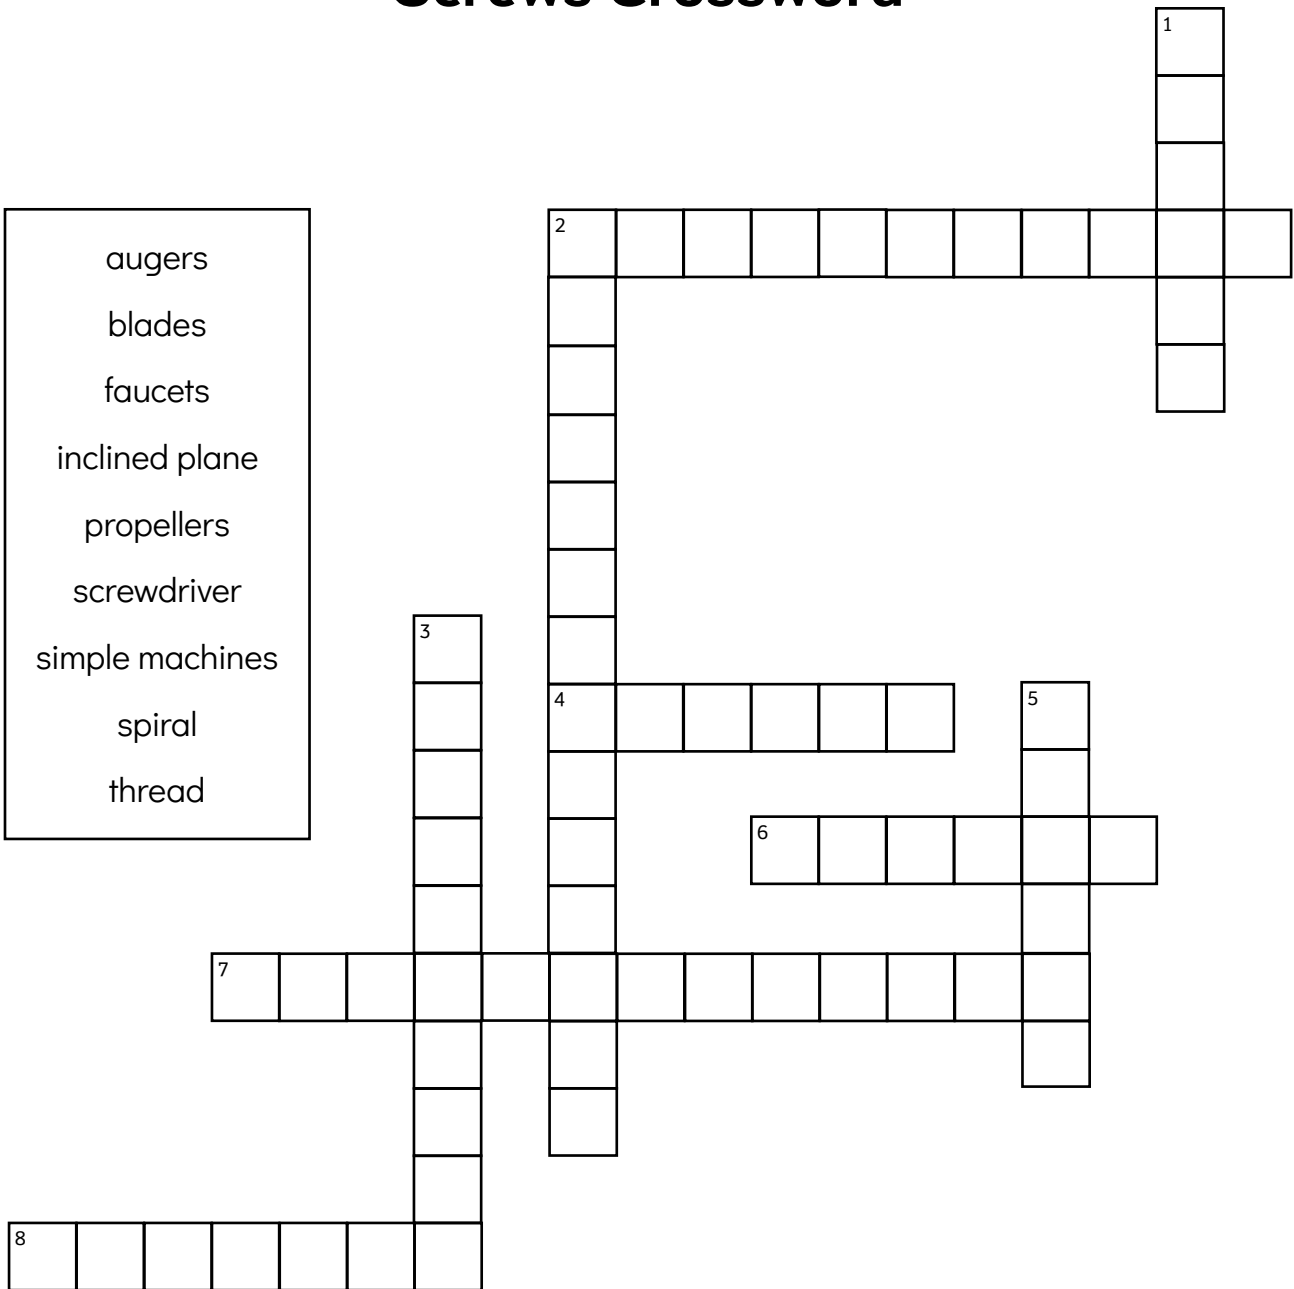 Screws Crossword
1
2
augers
blades
faucets
inclined plane
propellers
screwdriver
3
simple machines
4
5
spiral
thread
6
7
8